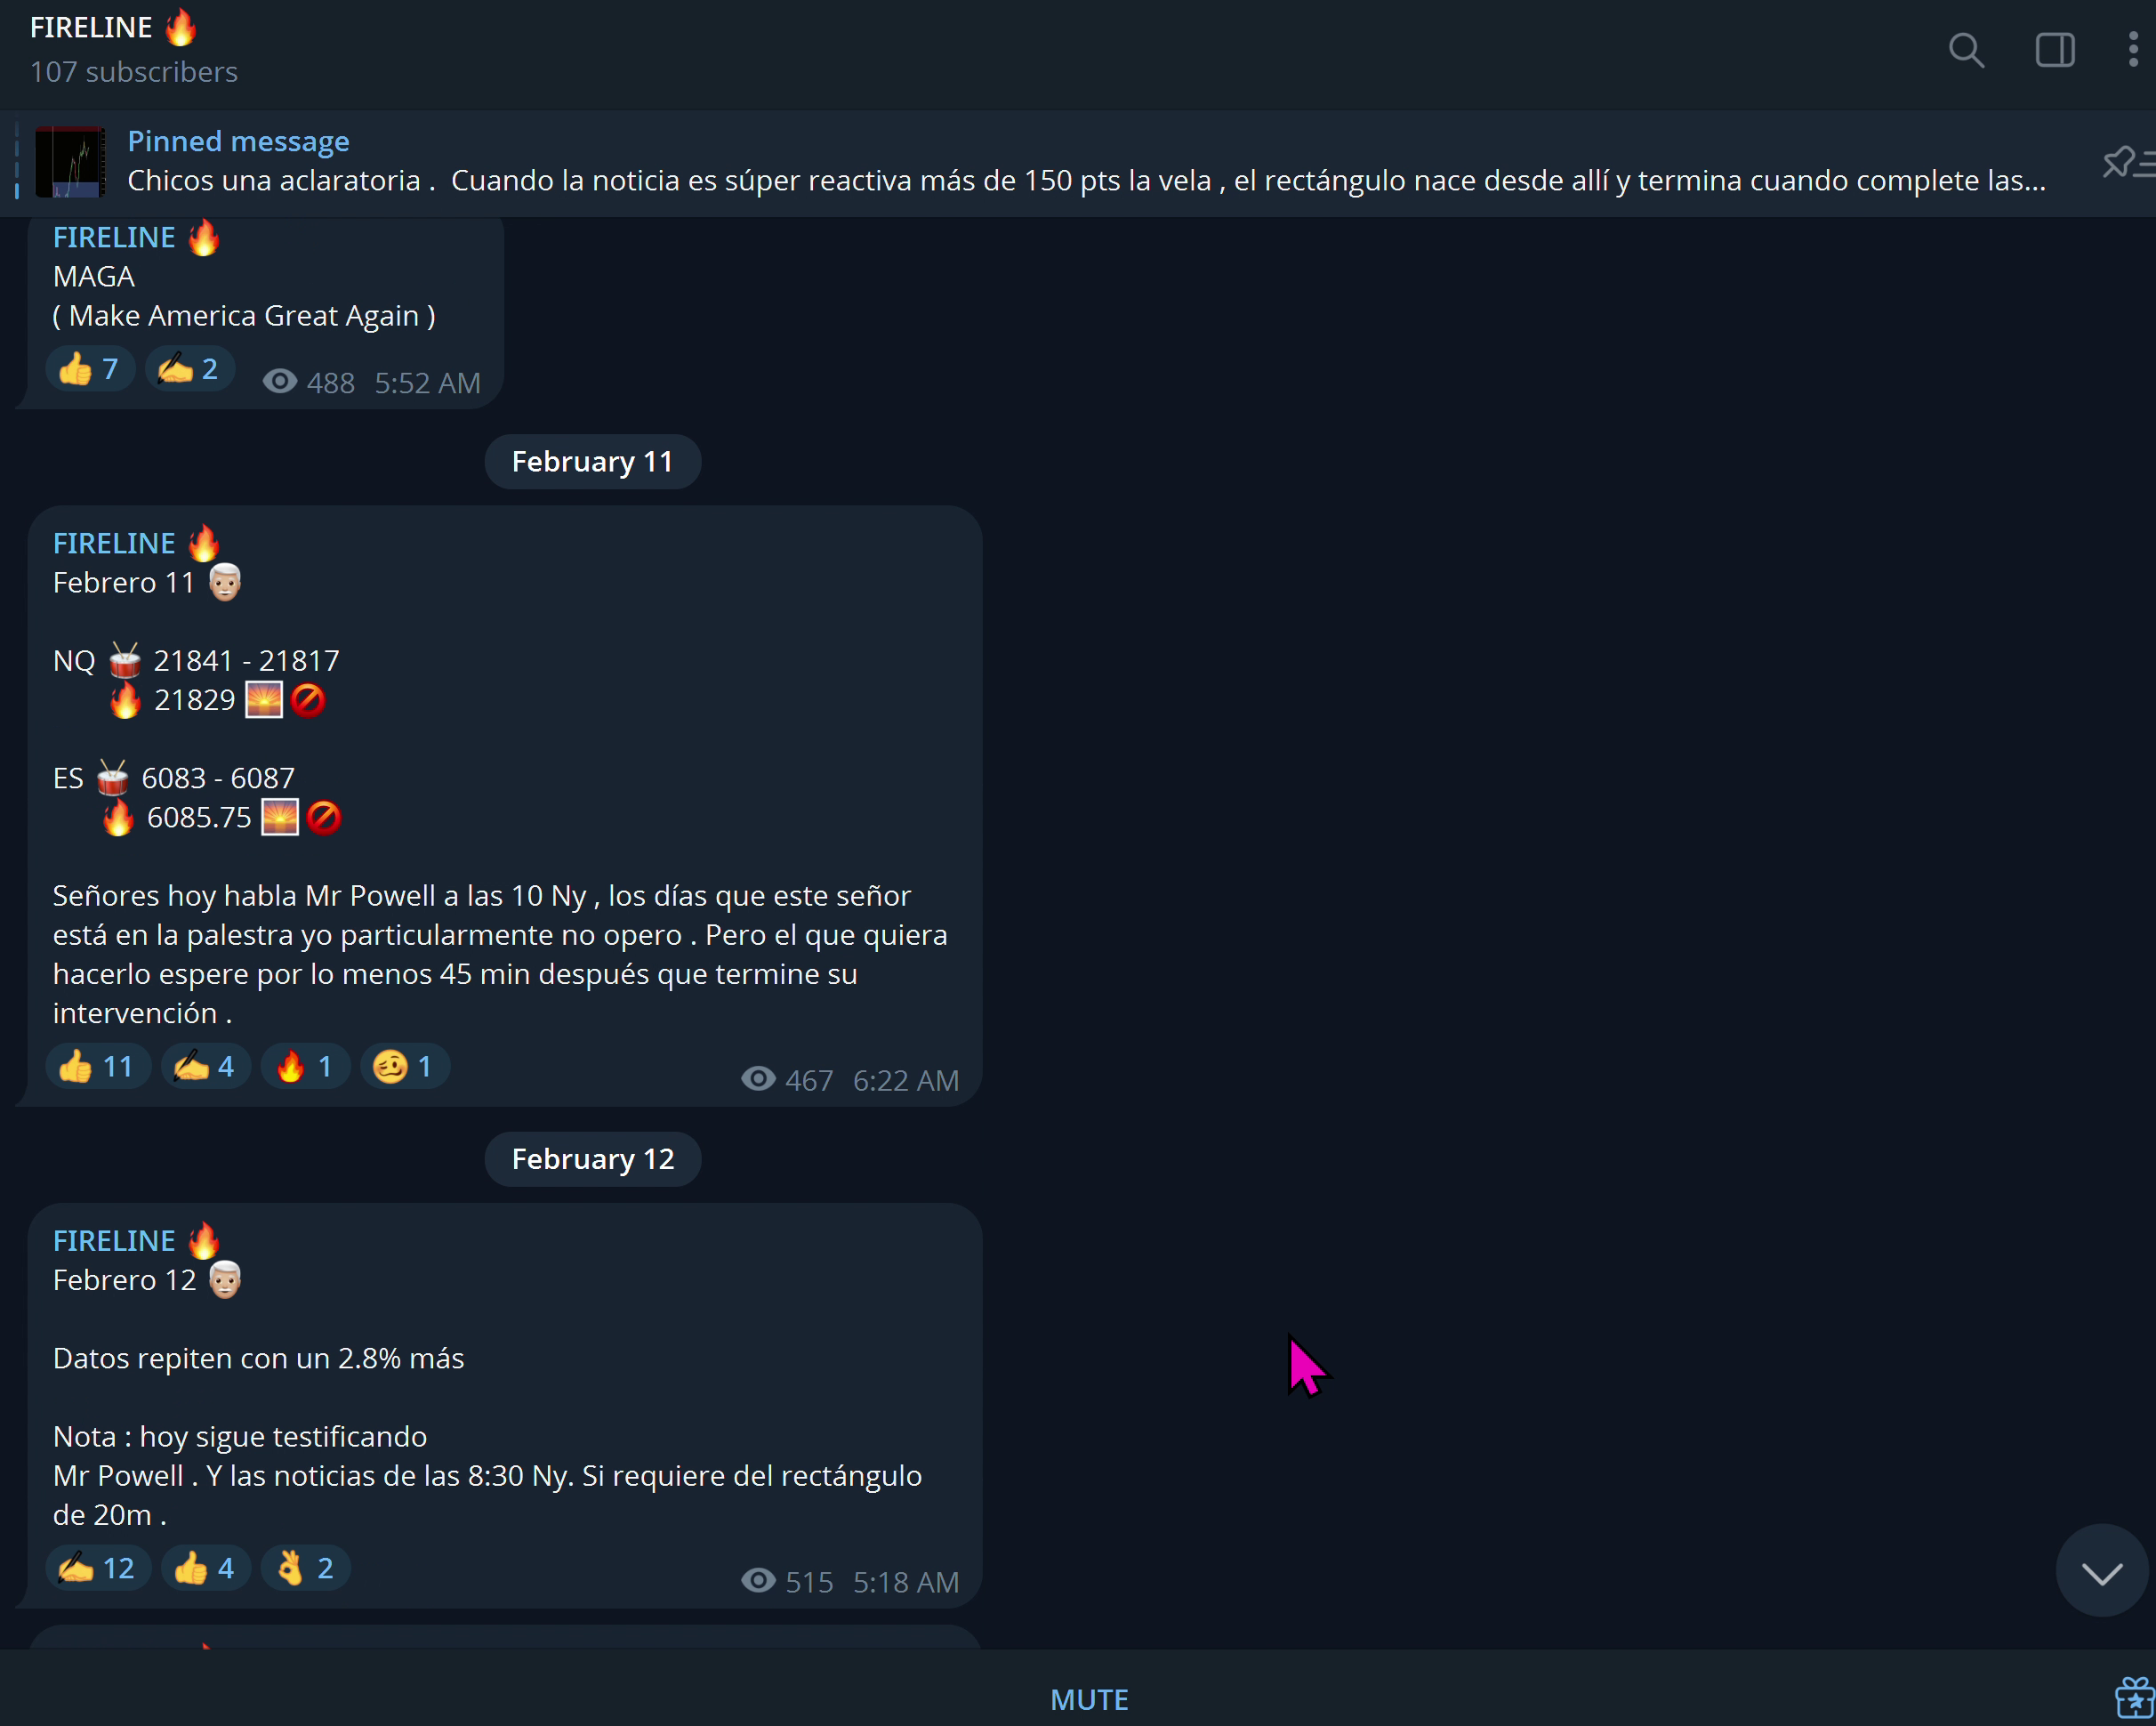 FIRELINE 🔥
107 subscribers
Pinned message
Chicos una aclaratoria .  Cuando la noticia es súper reactiva más de 150 pts la vela , el rectángulo nace desde allí y termina cuando complete las...
FIRELINE 🔥
MAGA
( Make America Great Again )
👍 7 ✍️ 2 488 5:52 AM
February 11
FIRELINE 🔥
Febrero 11 👨🏼‍🦳
NQ 🥁 21841 - 21817
🔥 21829 🌅🚫
ES 🥁 6083 - 6087
🔥 6085.75 🌅🚫
Señores hoy habla Mr Powell a las 10 Ny , los días que este señor
está en la palestra yo particularmente no opero . Pero el que quiera
hacerlo espere por lo menos 45 min después que termine su
intervención .
👍 11 ✍️ 4 🔥 1 🥴 1 467 6:22 AM
February 12
FIRELINE 🔥
Febrero 12 👨🏼‍🦳
Datos repiten con un 2.8% más
Nota : hoy sigue testificando
Mr Powell . Y las noticias de las 8:30 Ny. Si requiere del rectángulo
de 20m .
✍️ 12 👍 4 👌 2 515 5:18 AM
MUTE